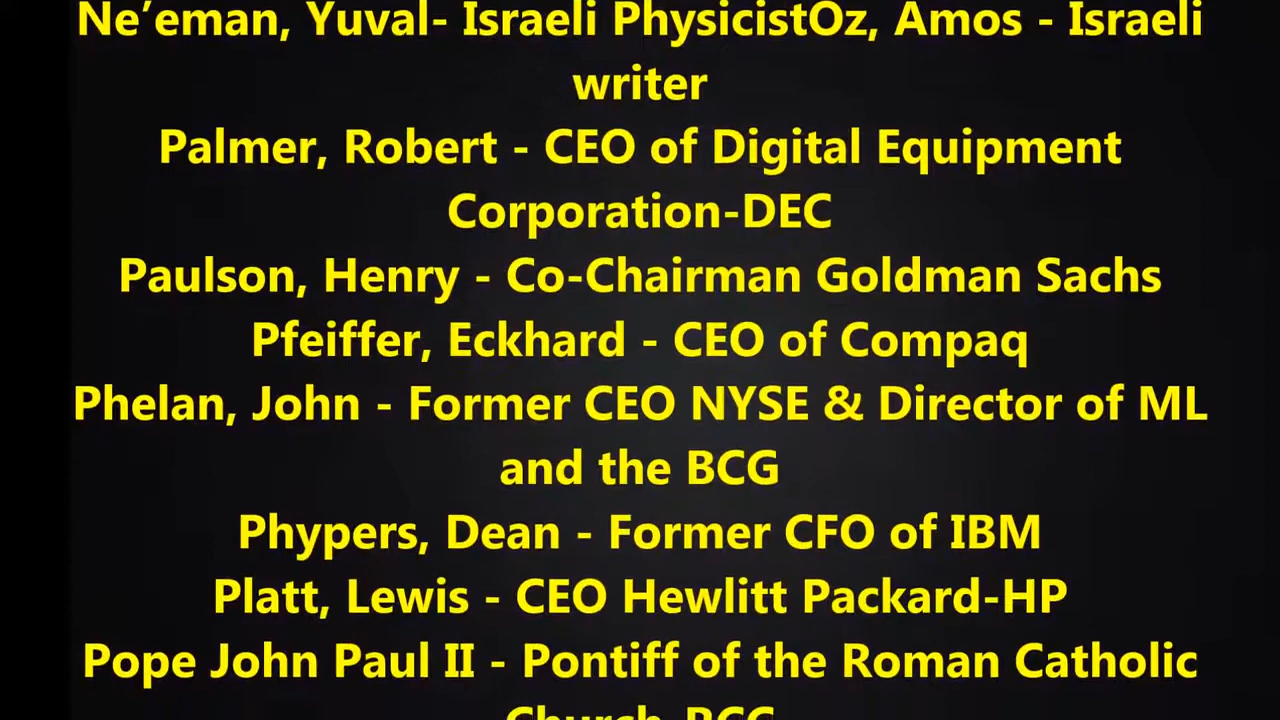 Ne’eman, Yuval- Israeli PhysicistOz, Amos - Israeli
writer
Palmer, Robert - CEO of Digital Equipment
Corporation-DEC
Paulson, Henry - Co-Chairman Goldman Sachs
Pfeiffer, Eckhard - CEO of Compaq
Phelan, John - Former CEO NYSE & Director of ML
and the BCG
Phypers, Dean - Former CFO of IBM
Platt, Lewis - CEO Hewlitt Packard-HP
Pope John Paul II - Pontiff of the Roman Catholic
Church-RCC